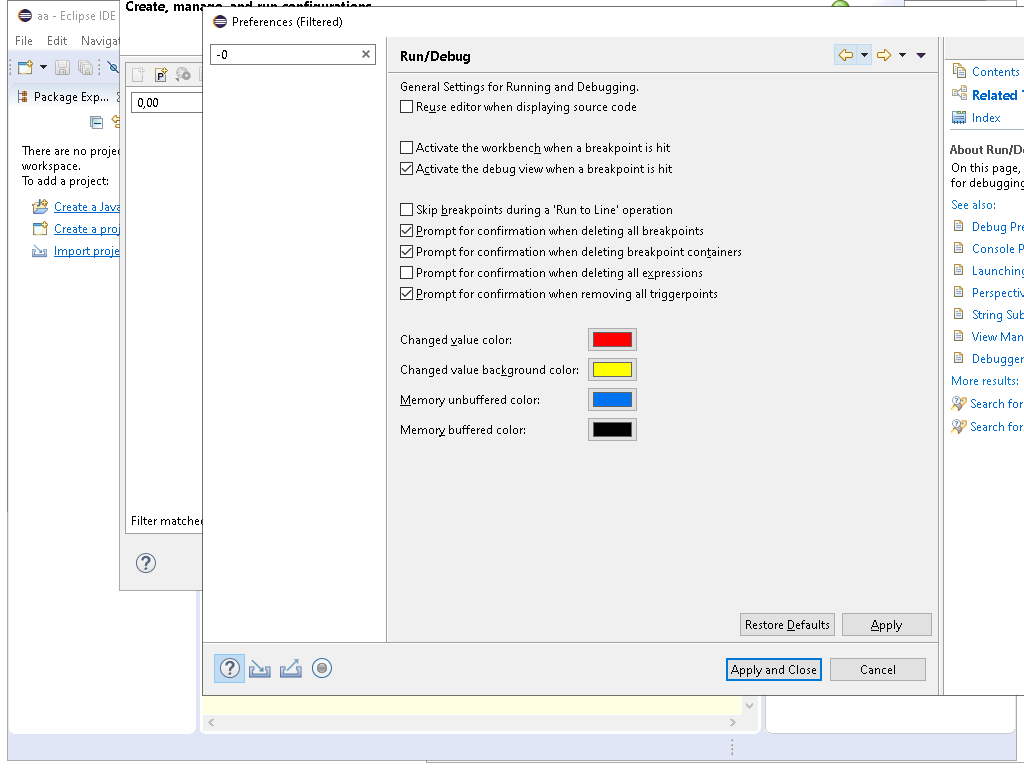 aa - Eclipse IDE
Create, manage, and run configurations
Preferences (Filtered)
File Edit Navigat
-0
Run/Debug
Package Exp...
0,00
General Settings for Running and Debugging.
Reuse editor when displaying source code
Activate the workbench when a breakpoint is hit
Activate the debug view when a breakpoint is hit
Skip breakpoints during a 'Run to Line' operation
Prompt for confirmation when deleting all breakpoints
Prompt for confirmation when deleting breakpoint containers
Prompt for confirmation when deleting all expressions
Prompt for confirmation when removing all triggerpoints
Changed value color:
Changed value background color:
Memory unbuffered color:
Memory buffered color:
There are no proje
workspace.
To add a project:
Create a Java
Create a proj
Import proje
Filter matched
Restore Defaults
Apply
Apply and Close
Cancel
Contents
Related T
Index
About Run/De
On this page,
for debugging
See also:
Debug Pre
Console P
Launching
Perspectiv
String Sub
View Man
Debugger
More results:
Search for
Search for